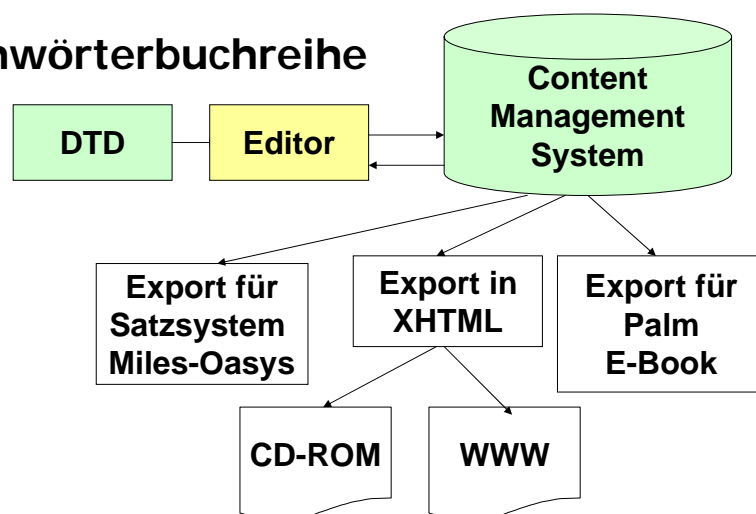 nwörterbuchreihe
Content
Management
System
DTD
Editor
Export für
Satzsystem
Miles-Oasys
Export in
XHTML
Export für
Palm
E-Book
CD-ROM
WWW